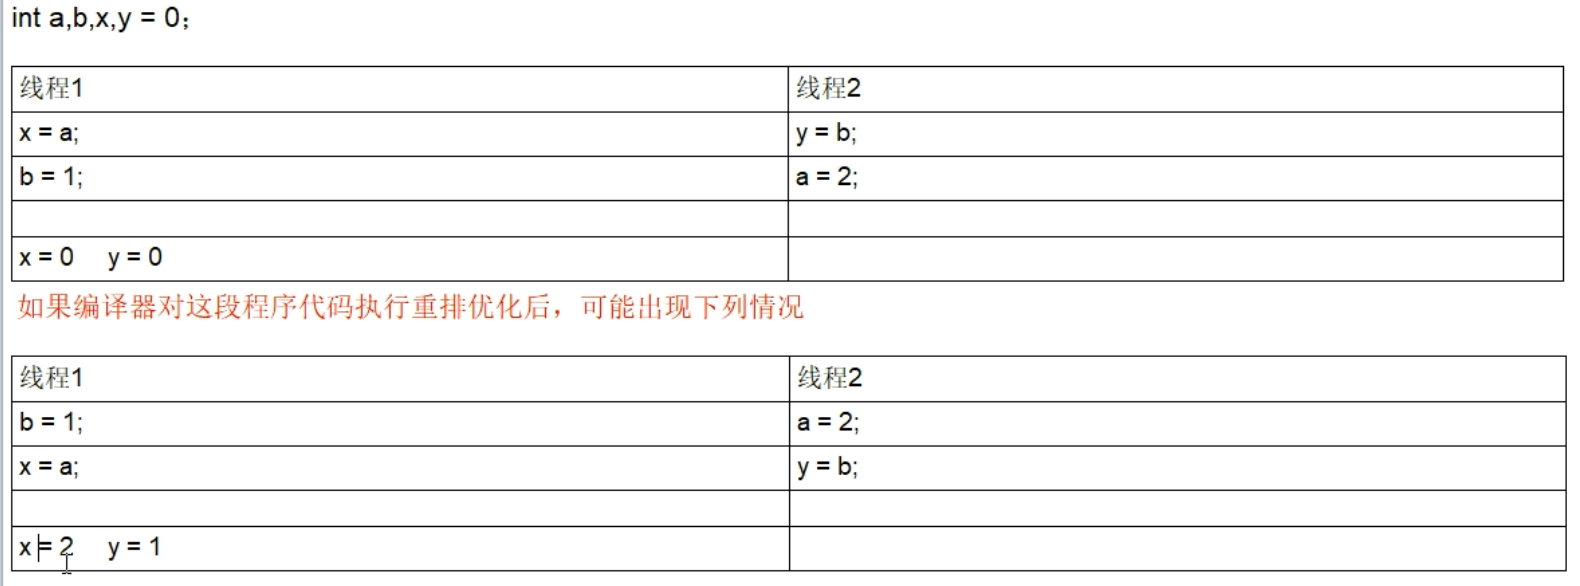 int a,b,x,y = 0；
线程1 线程2
x = a; y = b;
b = 1; a = 2;
x = 0 y = 0
如果编译器对这段程序代码执行重排优化后，可能出现下列情况
线程1 线程2
b = 1; a = 2;
x = a; y = b;
x = 2 y = 1